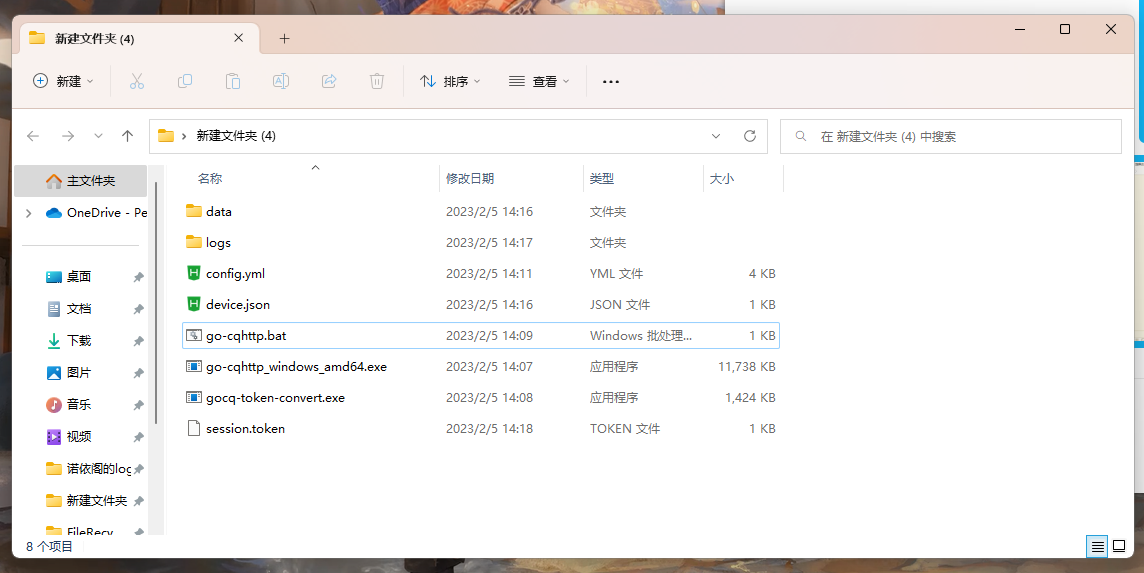 新建文件夹 (4)
新建 排序 查看
新建文件夹 (4) 在 新建文件夹 (4) 中搜索
主文件夹
OneDrive - Pe
桌面
文档
下载
图片
音乐
视频
诺依阁的log
新建文件夹
FileRecv
名称 修改日期 类型 大小
data 2023/2/5 14:16 文件夹
logs 2023/2/5 14:17 文件夹
config.yml 2023/2/5 14:11 YML 文件 4 KB
device.json 2023/2/5 14:16 JSON 文件 1 KB
go-cqhttp.bat 2023/2/5 14:09 Windows 批处理... 1 KB
go-cqhttp_windows_amd64.exe 2023/2/5 14:07 应用程序 11,738 KB
gocq-token-convert.exe 2023/2/5 14:08 应用程序 1,424 KB
session.token 2023/2/5 14:18 TOKEN 文件 1 KB
8 个项目